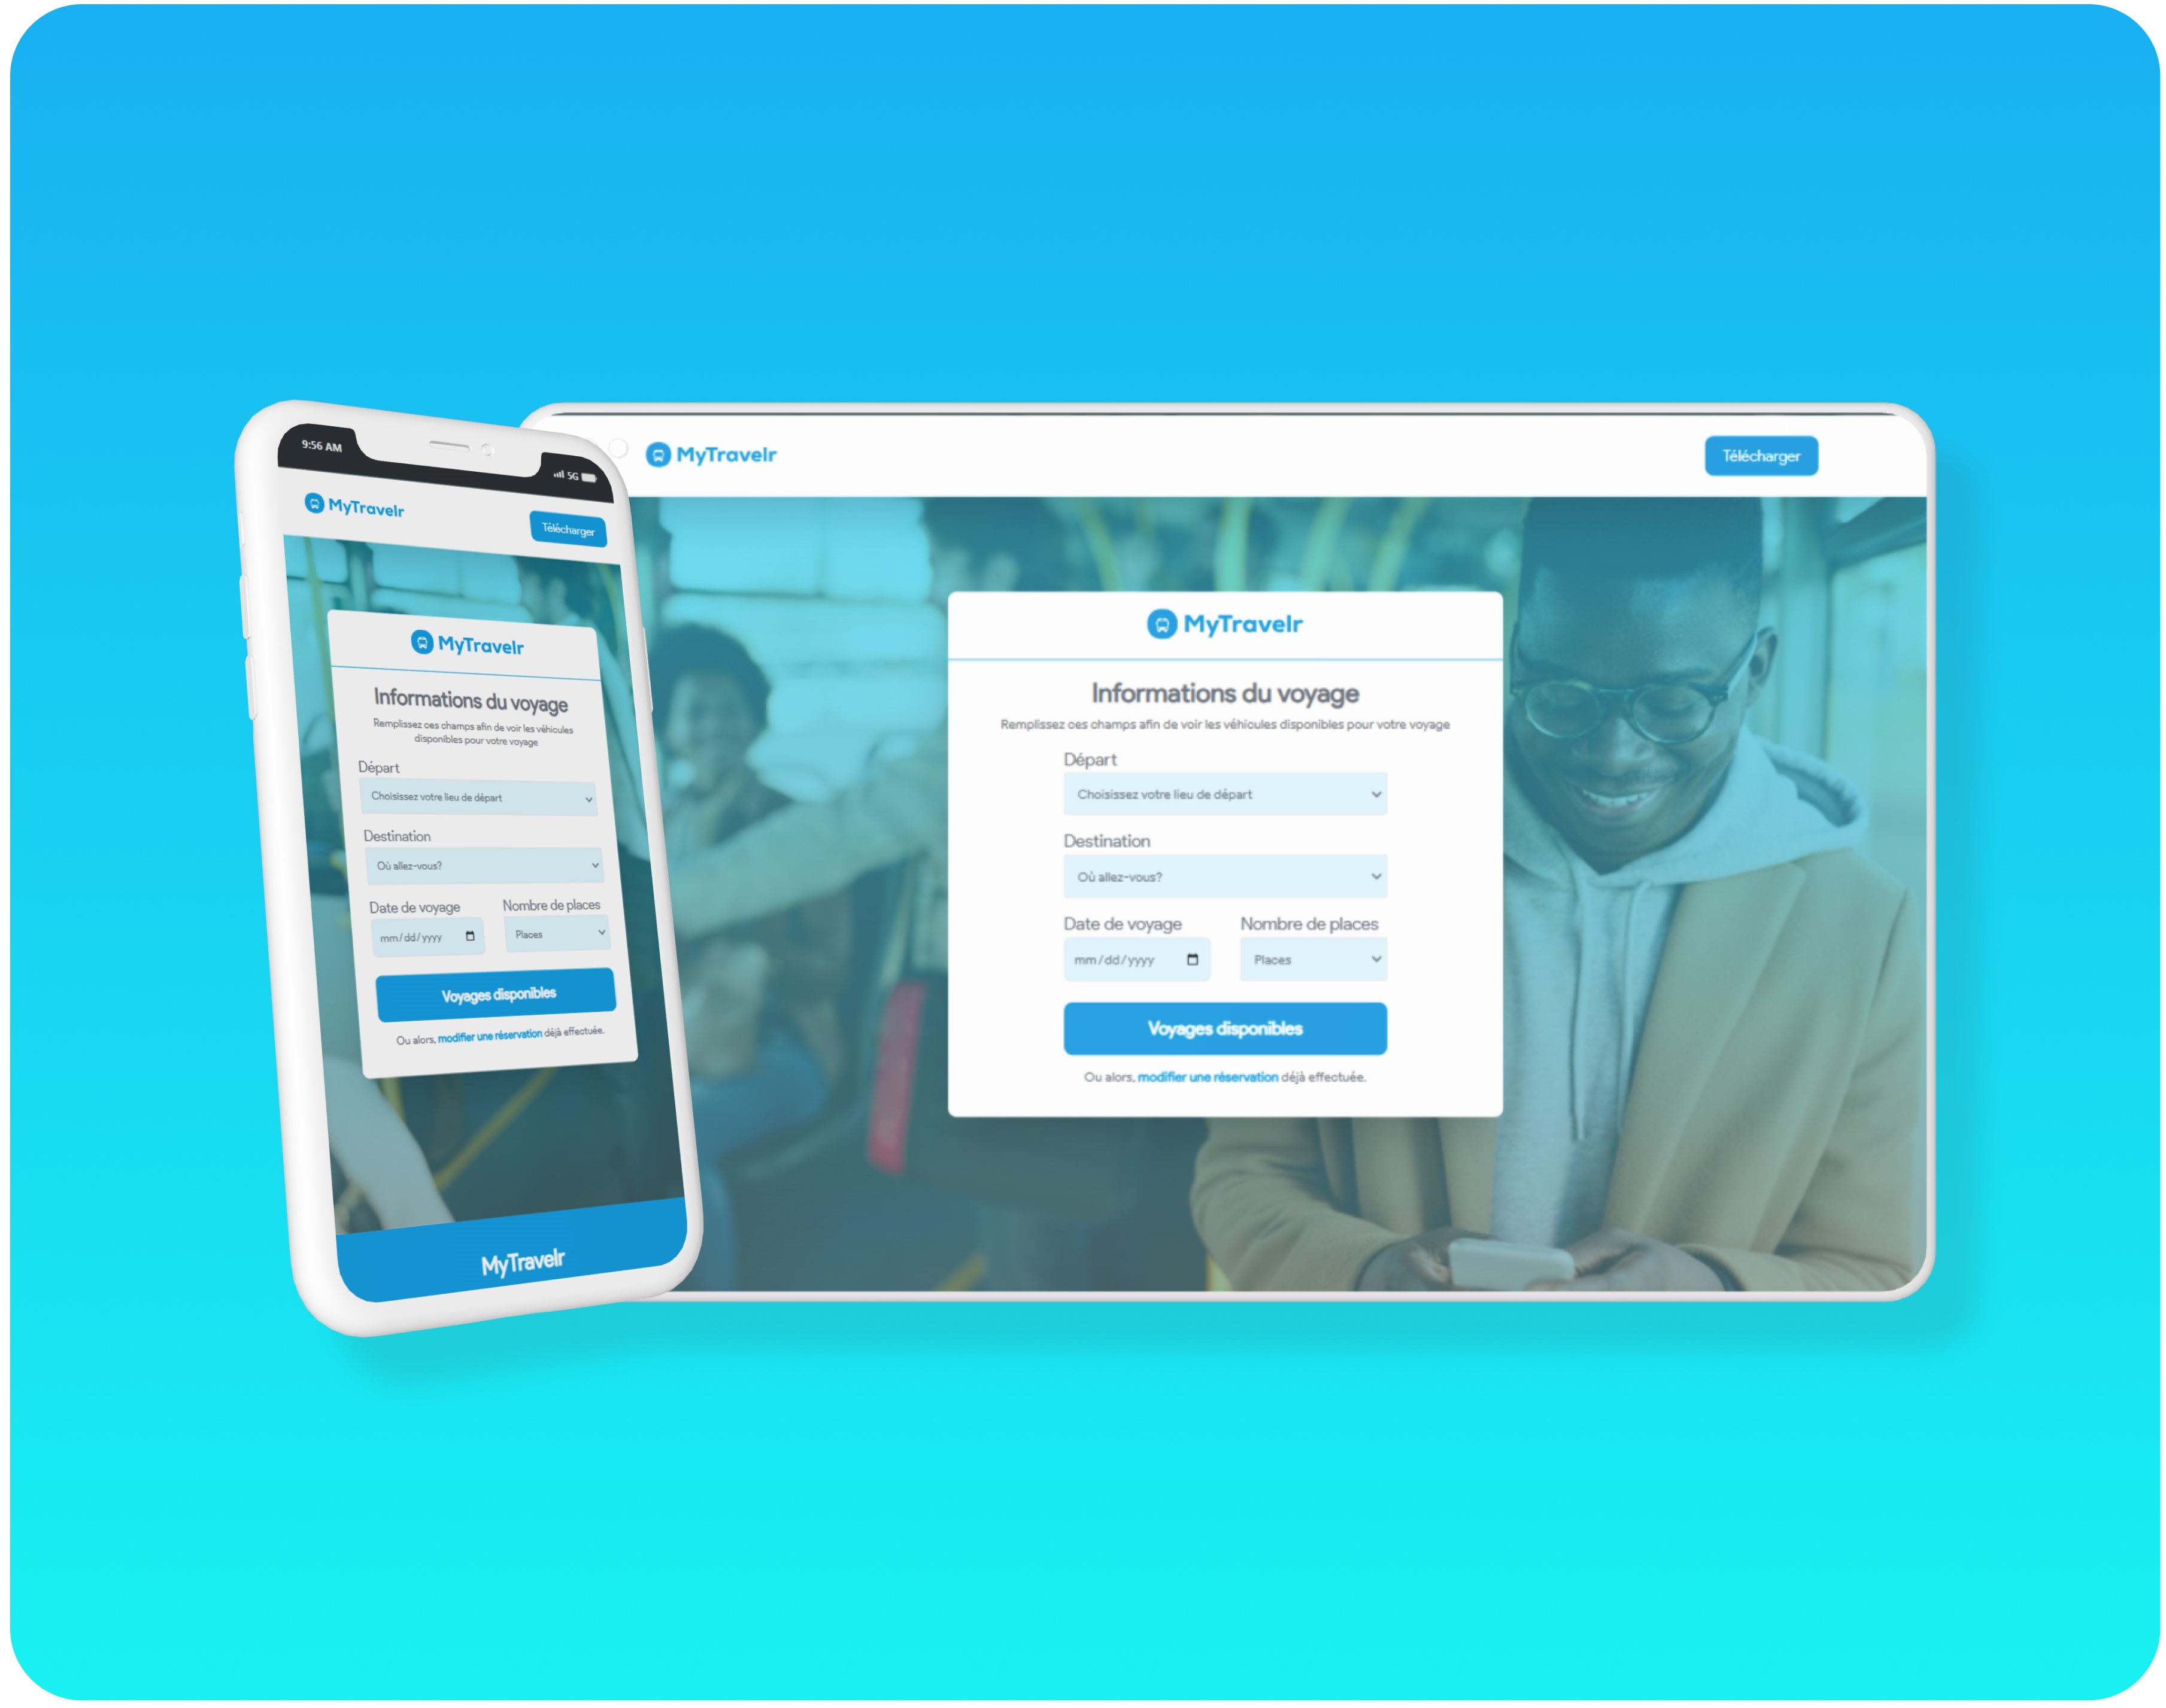 9:56 AM
5G
MyTravelr
Télécharger
MyTravelr
Informations du voyage
Remplissez ces champs afin de voir les véhicules
disponibles pour votre voyage
Départ
Choisissez votre lieu de départ
Destination
Où allez-vous?
Date de voyage
Nombre de places
mm/dd/yyyy
Places
Voyages disponibles
Ou alors, modifier une réservation déjà effectuée.
MyTravelr
MyTravelr
Télécharger
MyTravelr
Informations du voyage
Remplissez ces champs afin de voir les véhicules disponibles pour votre voyage
Départ
Choisissez votre lieu de départ
Destination
Où allez-vous?
Date de voyage
Nombre de places
mm/dd/yyyy
Places
Voyages disponibles
Ou alors, modifier une réservation déjà effectuée.